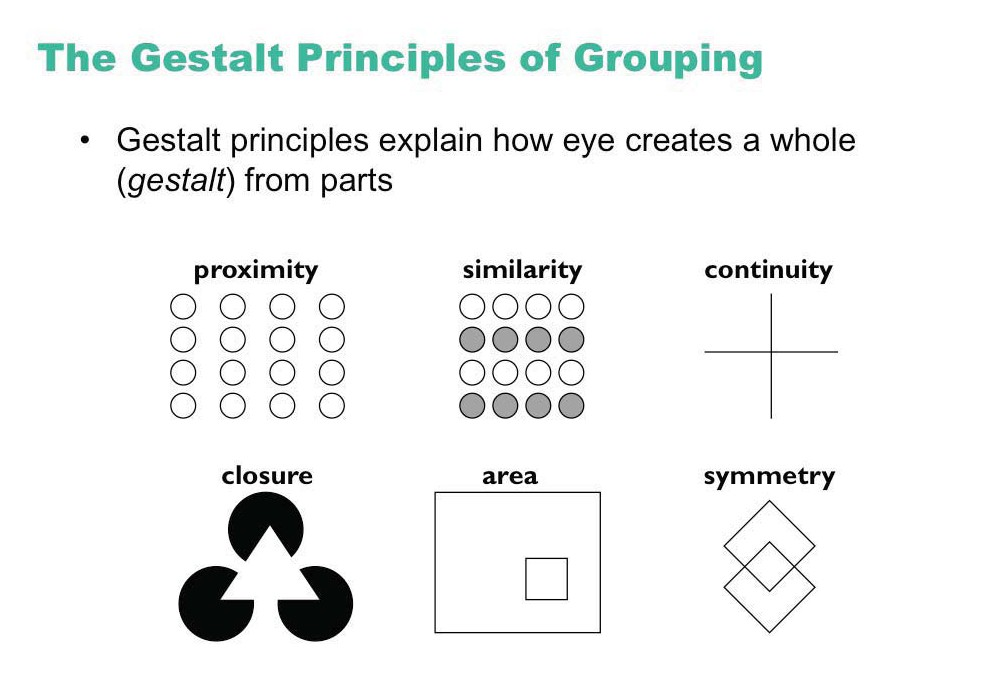 The Gestalt Principles of Grouping
• Gestalt principles explain how eye creates a whole
(gestalt) from parts
proximity similarity continuity
closure area symmetry